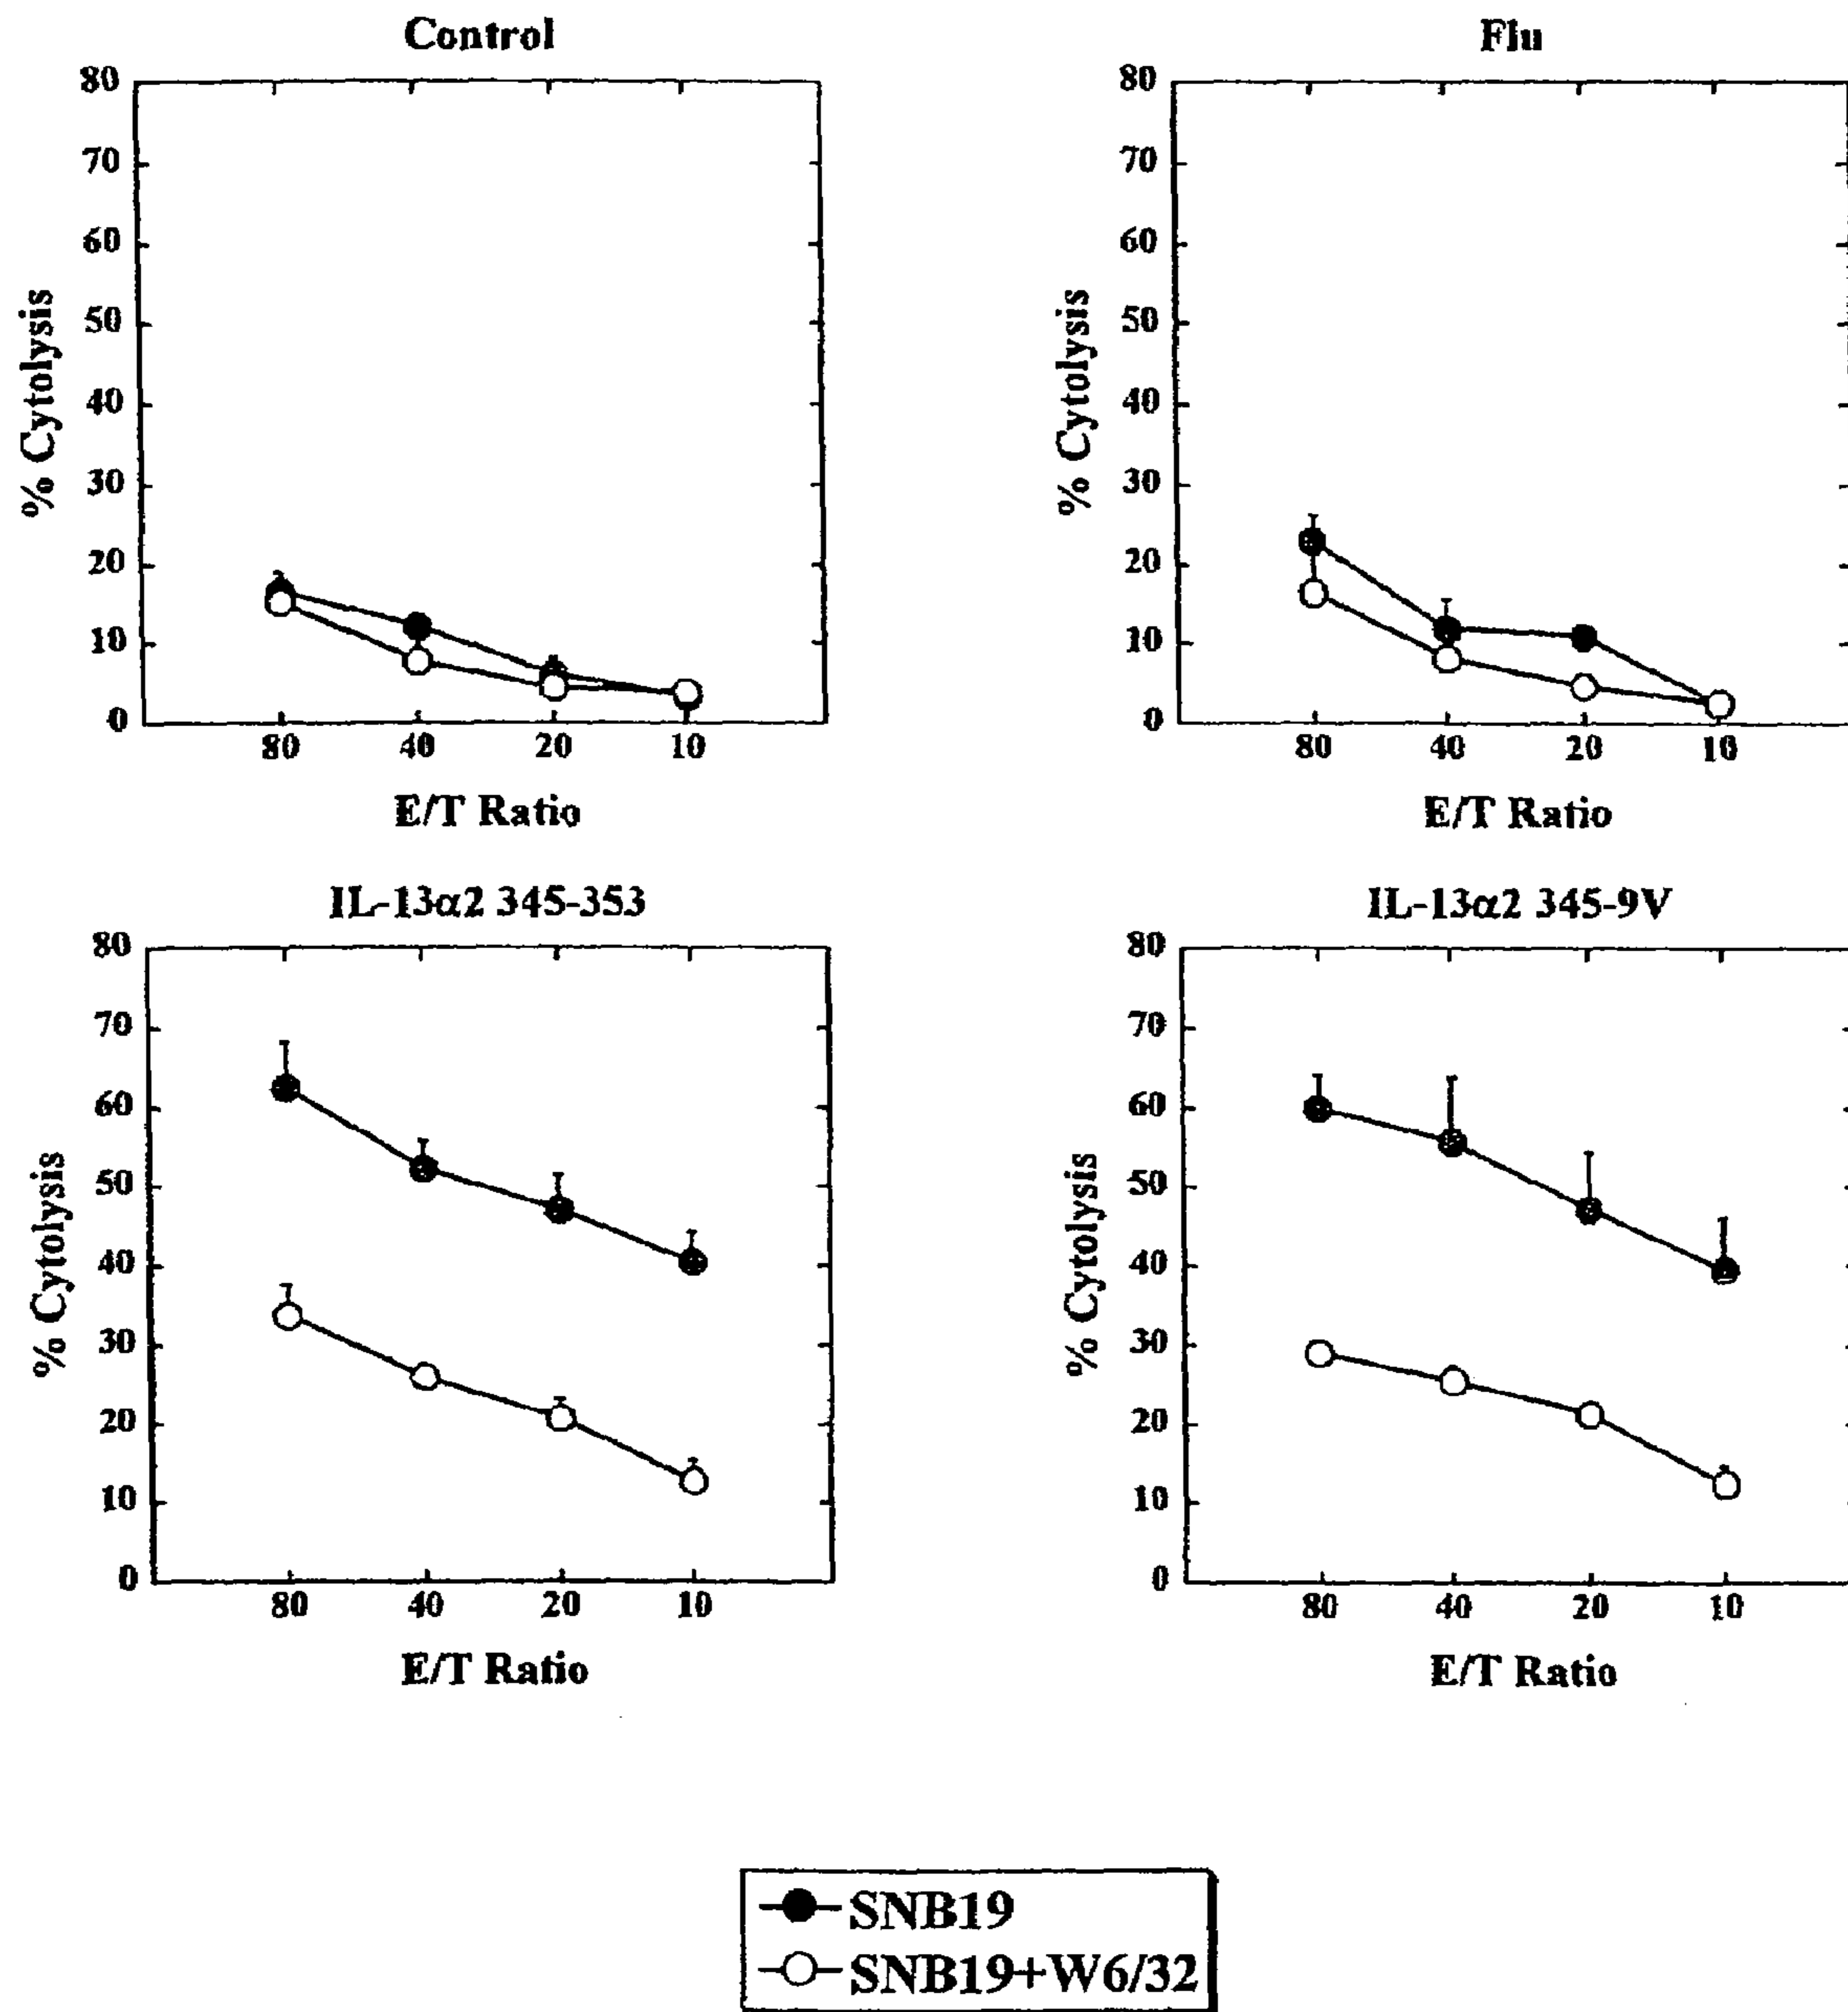 Control
80
70
60
50
40
30
20
10
0
% Cytolysis
80 40 20 10
E/T Ratio
Flu
80
70
60
50
40
30
20
10
0
% Cytolysis
80 40 20 10
E/T Ratio
IL-13α2 345-353
80
70
60
50
40
30
20
10
0
% Cytolysis
80 40 20 10
E/T Ratio
IL-13α2 345-9V
80
70
60
50
40
30
20
10
0
% Cytolysis
80 40 20 10
E/T Ratio
SNB19
SNB19+W6/32